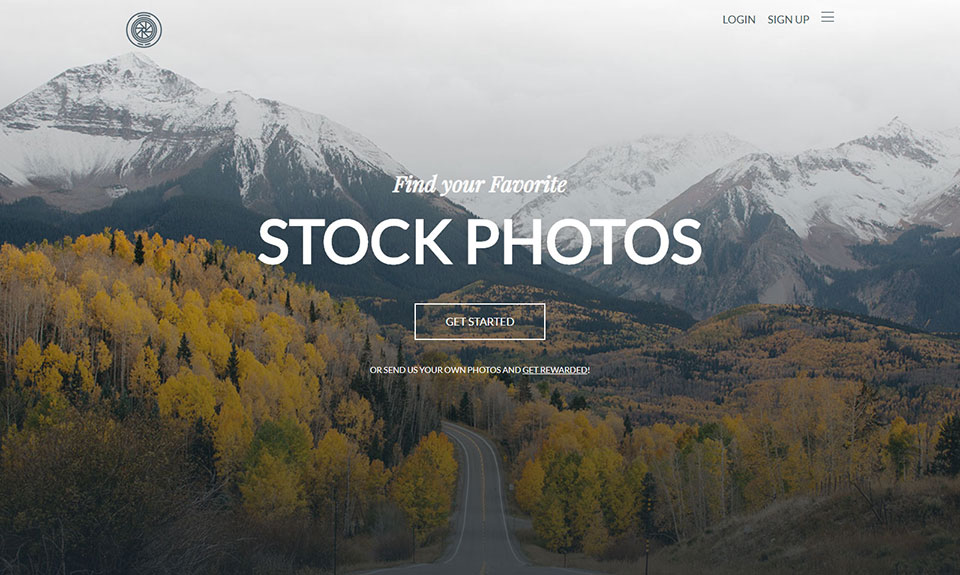 LOGIN SIGN UP
Find your Favorite
STOCK PHOTOS
GET STARTED
OR SEND US YOUR OWN PHOTOS AND GET REWARDED!